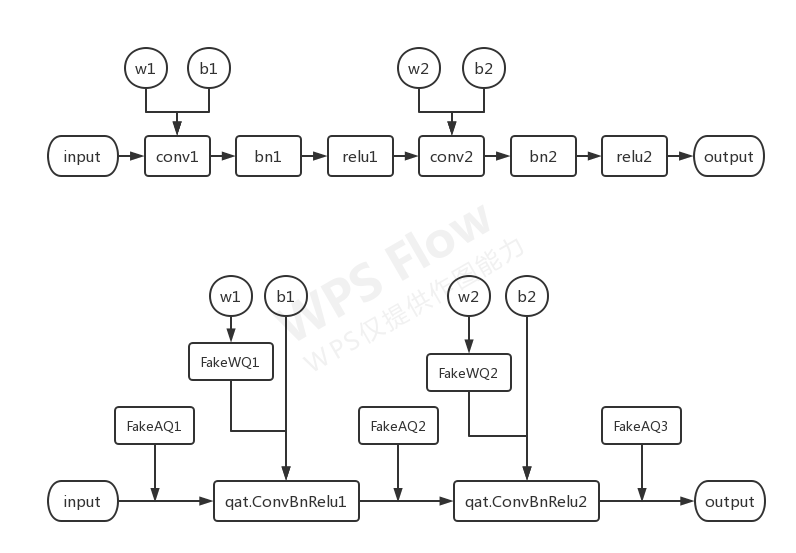 w1 b1 w2 b2
input conv1 bn1 relu1 conv2 bn2 relu2 output
WPS Flow
WPS仅提供作图能力
w1 b1 w2 b2
FakeWQ1 FakeWQ2
FakeAQ1 FakeAQ2 FakeAQ3
input qat.ConvBnRelu1 qat.ConvBnRelu2 output